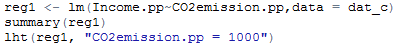 reg1 <- lm(Income.pp~CO2emission.pp,data = dat_c)
summary(reg1)
lht(reg1, "CO2emission.pp = 1000")